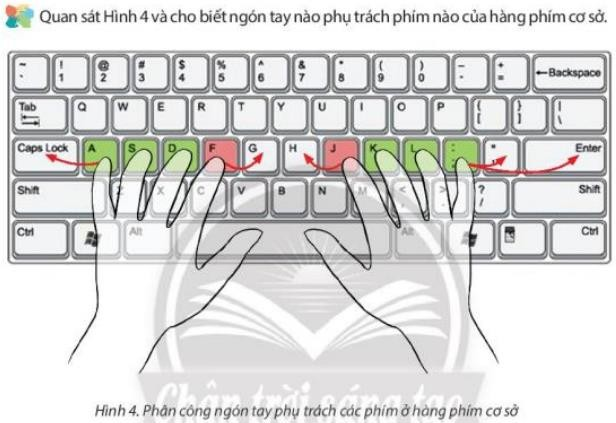 Quan sát Hình 4 và cho biết ngón tay nào phụ trách phím nào của hàng phím cơ sở.
~ ` ! 1 @ 2 # 3 $ 4 % 5 ^ 6 & 7 * 8 ( 9 ) 0 - + = ←Backspace
Tab Q W E R T Y U I O P { [ } ] | \
Caps Lock A S D F G H J K L : " Enter
Shift Z X C V B N M < , > . ? / Shift
Ctrl Alt Alt Ctrl
Chân trời sáng tạo
Hình 4. Phân công ngón tay phụ trách các phím ở hàng phím cơ sở